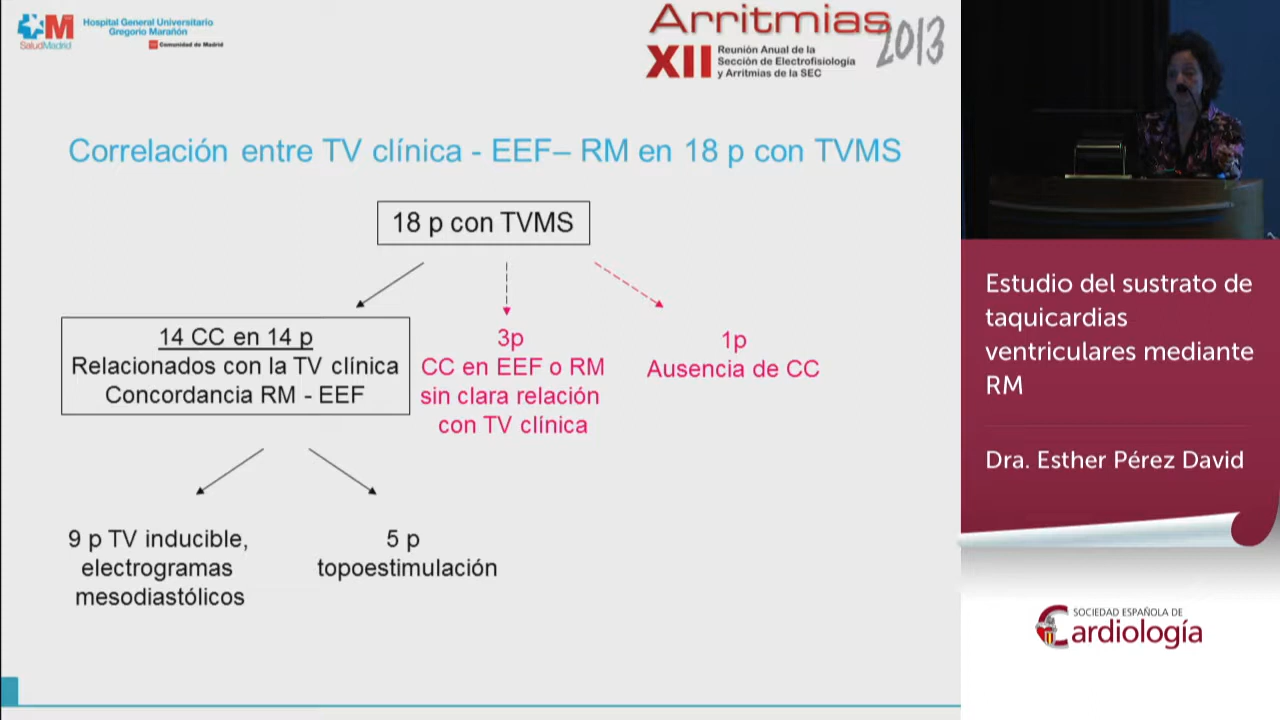 SaludMadrid
Hospital General Universitario
Gregorio Marañón
Comunidad de Madrid
Arritmias
2013
XII
Reunión Anual de la
Sección de Electrofisiología
y Arritmias de la SEC
Correlación entre TV clínica - EEF– RM en 18 p con TVMS
18 p con TVMS
14 CC en 14 p
Relacionados con la TV clínica
Concordancia RM - EEF
3p
CC en EEF o RM
sin clara relación
con TV clínica
1p
Ausencia de CC
9 p TV inducible,
electrogramas
mesodiastólicos
5 p
topoestimulación
Estudio del sustrato de
taquicardias
ventriculares mediante
RM
Dra. Esther Pérez David
SOCIEDAD ESPAÑOLA DE
Cardiología